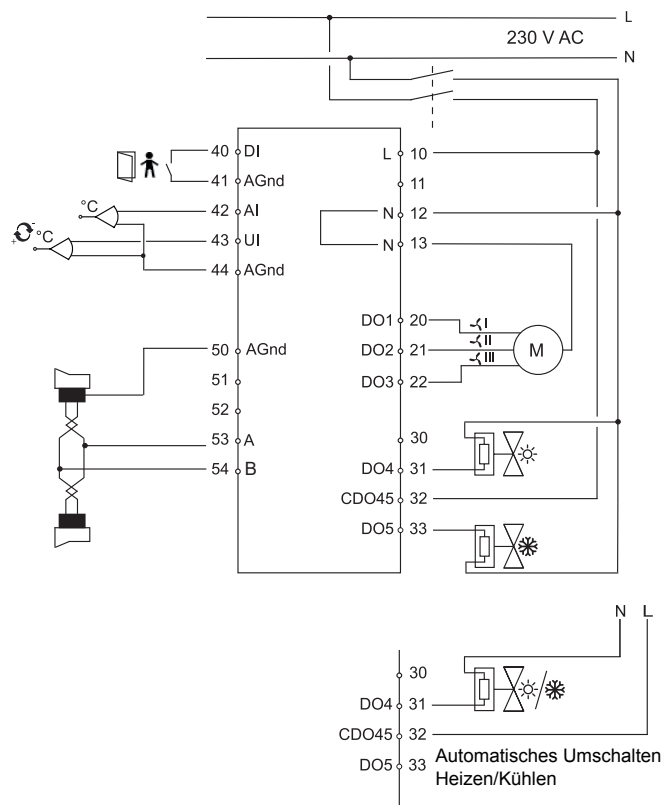 L
230 V AC
N
40 DI
L 10
41 AGnd
11
°C
42 AI
N 12
°C
43 UI
N 13
+ -
44 AGnd
DO1 20
I
50 AGnd
DO2 21
II
M
51
DO3 22
III
52
30
53 A
DO4 31
54 B
CDO45 32
DO5 33
N L
30
DO4 31
CDO45 32
DO5 33
Automatisches Umschalten
Heizen/Kühlen